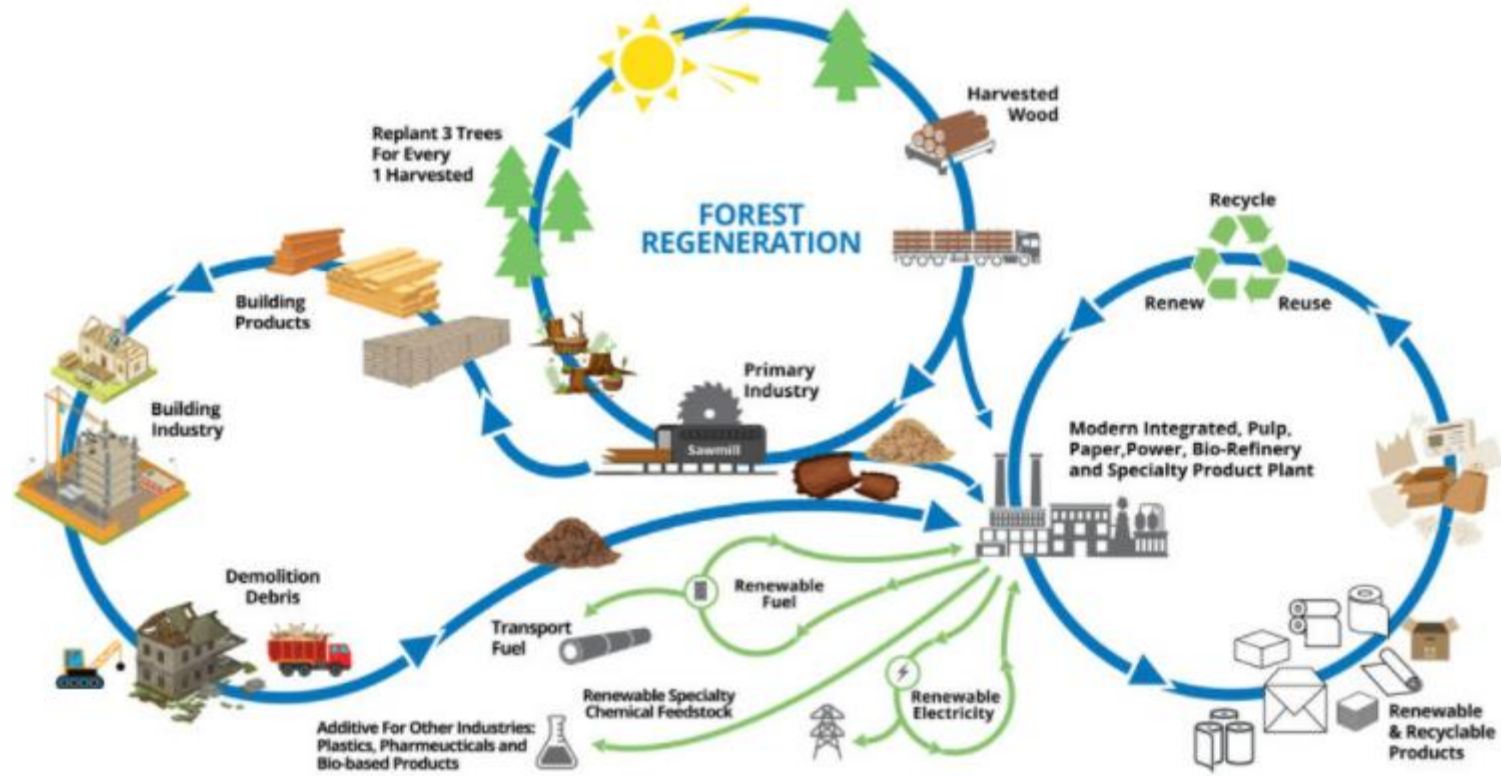 Replant 3 Trees
For Every
1 Harvested
Harvested
Wood
FOREST
REGENERATION
Recycle
Renew
Reuse
Building
Products
Primary
Industry
Sawmill
Building
Industry
Modern Integrated, Pulp,
Paper,Power, Bio-Refinery
and Specialty Product Plant
Demolition
Debris
Renewable
Fuel
Transport
Fuel
Renewable Specialty
Chemical Feedstock
Renewable
Electricity
Additive For Other Industries:
Plastics, Pharmeucticals and
Bio-based Products
Renewable
& Recyclable
Products